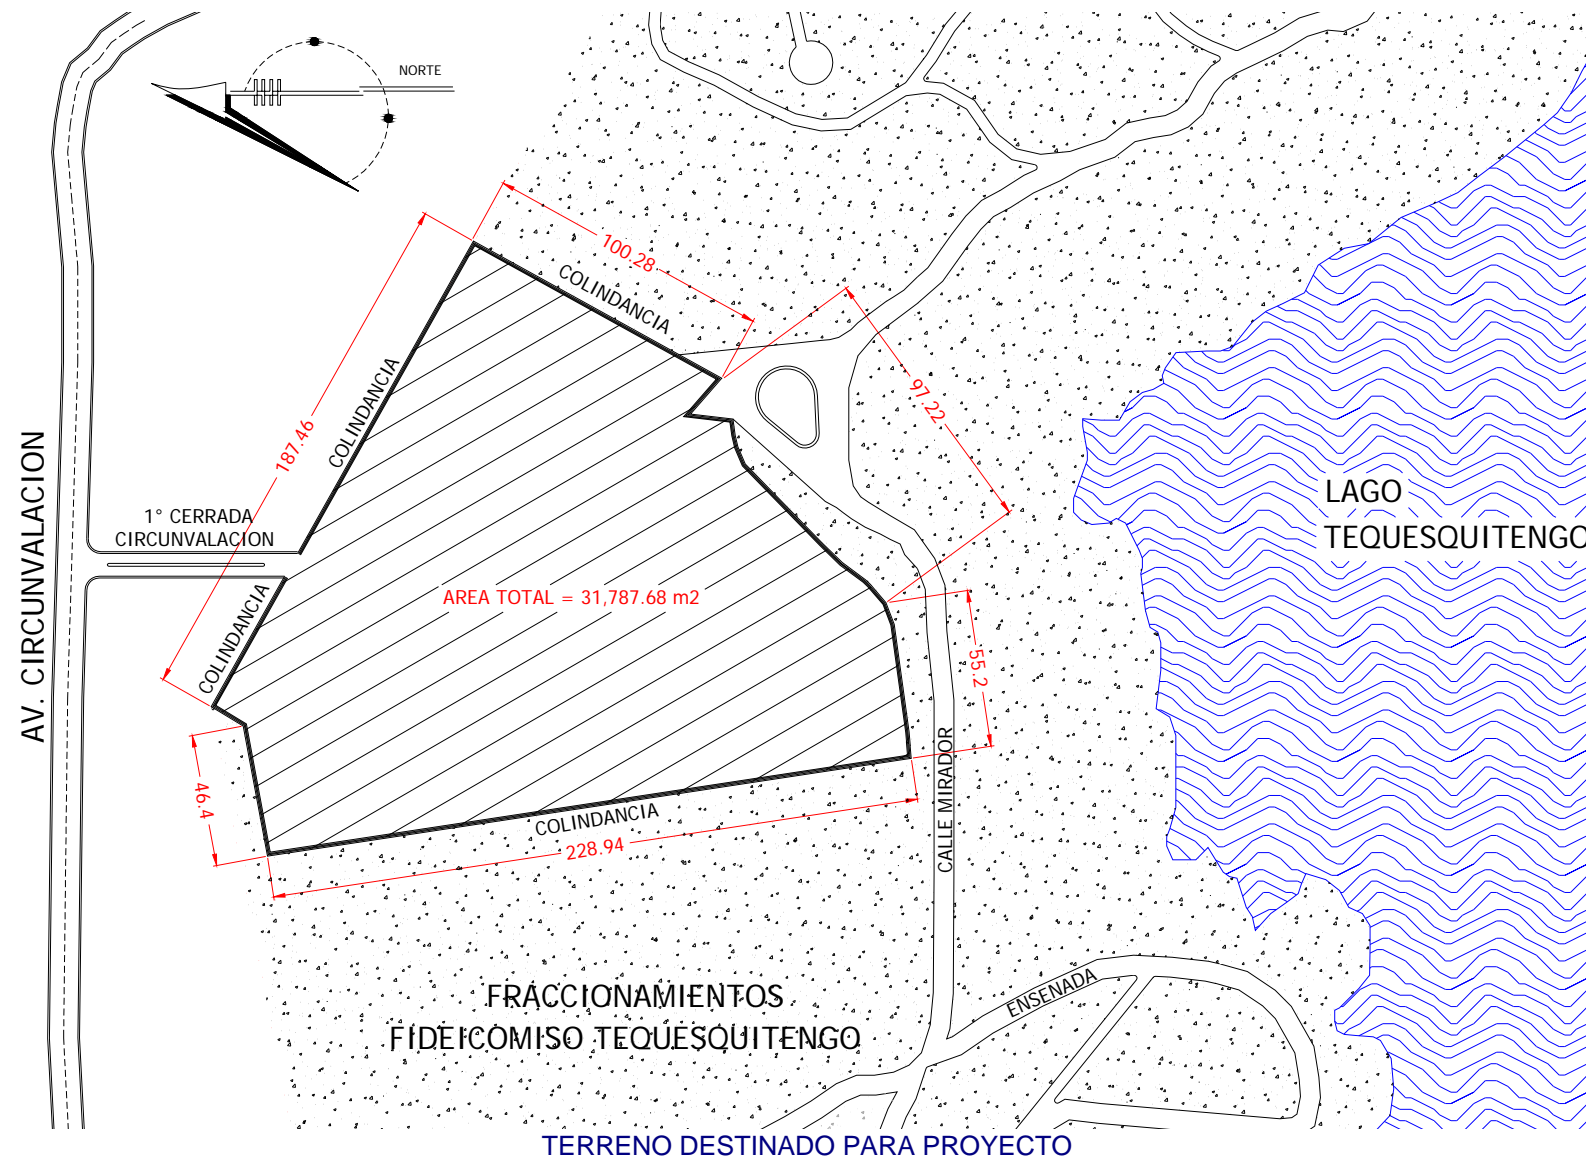 NORTE
100.28
COLINDANCIA
97.22
COLINDANCIA
187.46
AV. CIRCUNVALACION
1° CERRADA
CIRCUNVALACION
LAGO
TEQUESQUITENGO
COLINDANCIA
AREA TOTAL = 31,787.68 m2
55.2
CALLE MIRADOR
46.4
COLINDANCIA
228.94
ENSENADA
FRACCIONAMIENTOS
FIDEICOMISO TEQUESQUITENGO
TERRENO DESTINADO PARA PROYECTO